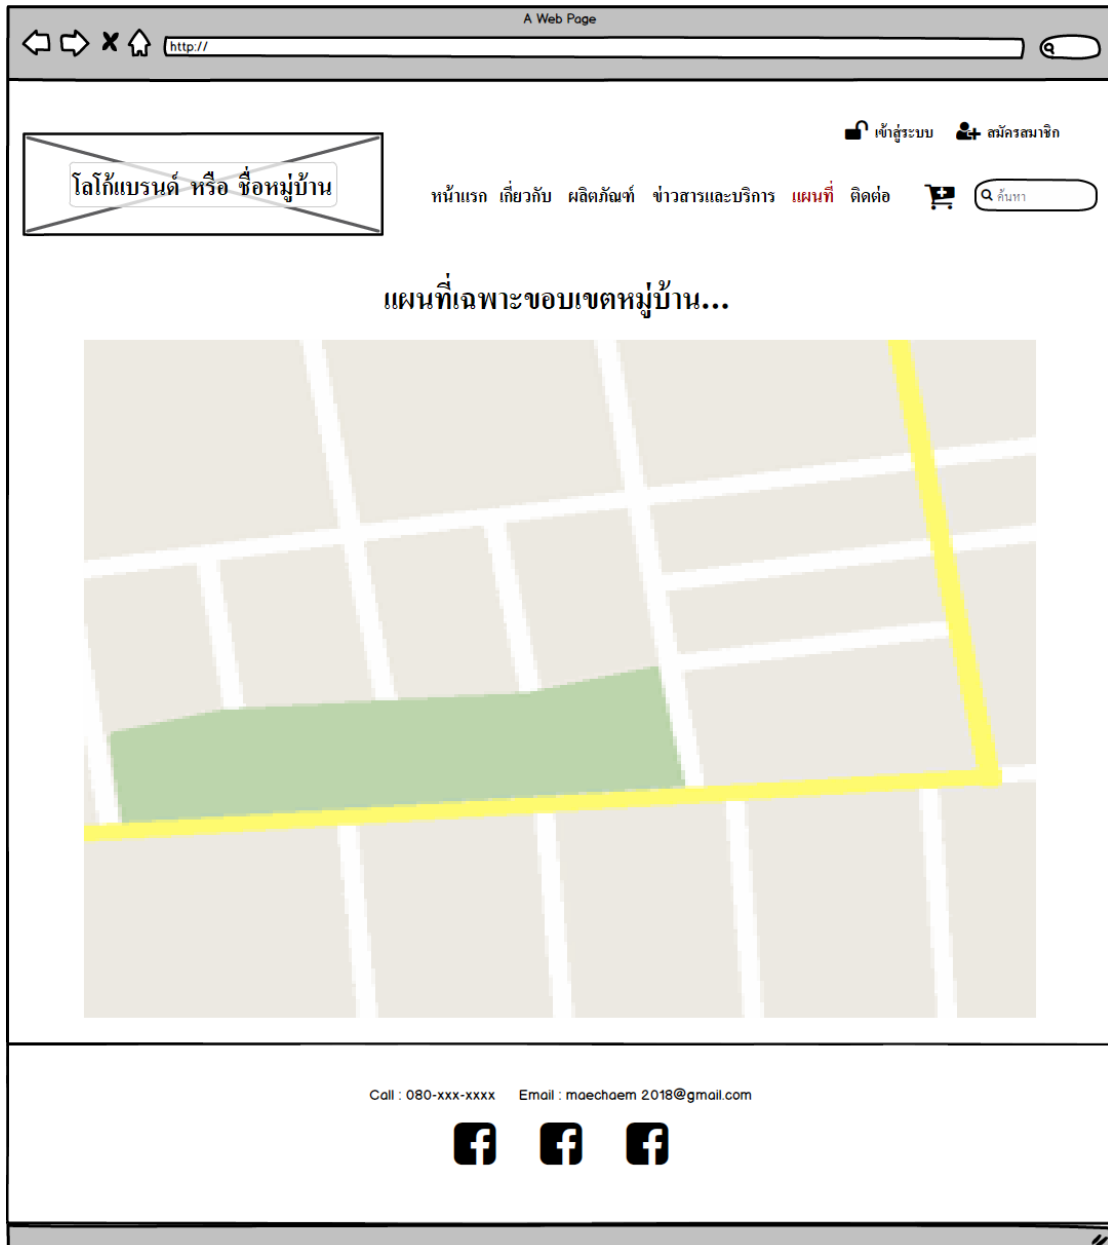 A Web Page
http://
เข้าสู่ระบบ สมัครสมาชิก
โลโก้แบรนด์ หรือ ชื่อหมู่บ้าน
หน้าแรก เกี่ยวกับ ผลิตภัณฑ์ ข่าวสารและบริการ แผนที่ ติดต่อ ค้นหา
แผนที่เฉพาะขอบเขตหมู่บ้าน...
Call : 080-xxx-xxxx Email : maechaem 2018@gmail.com